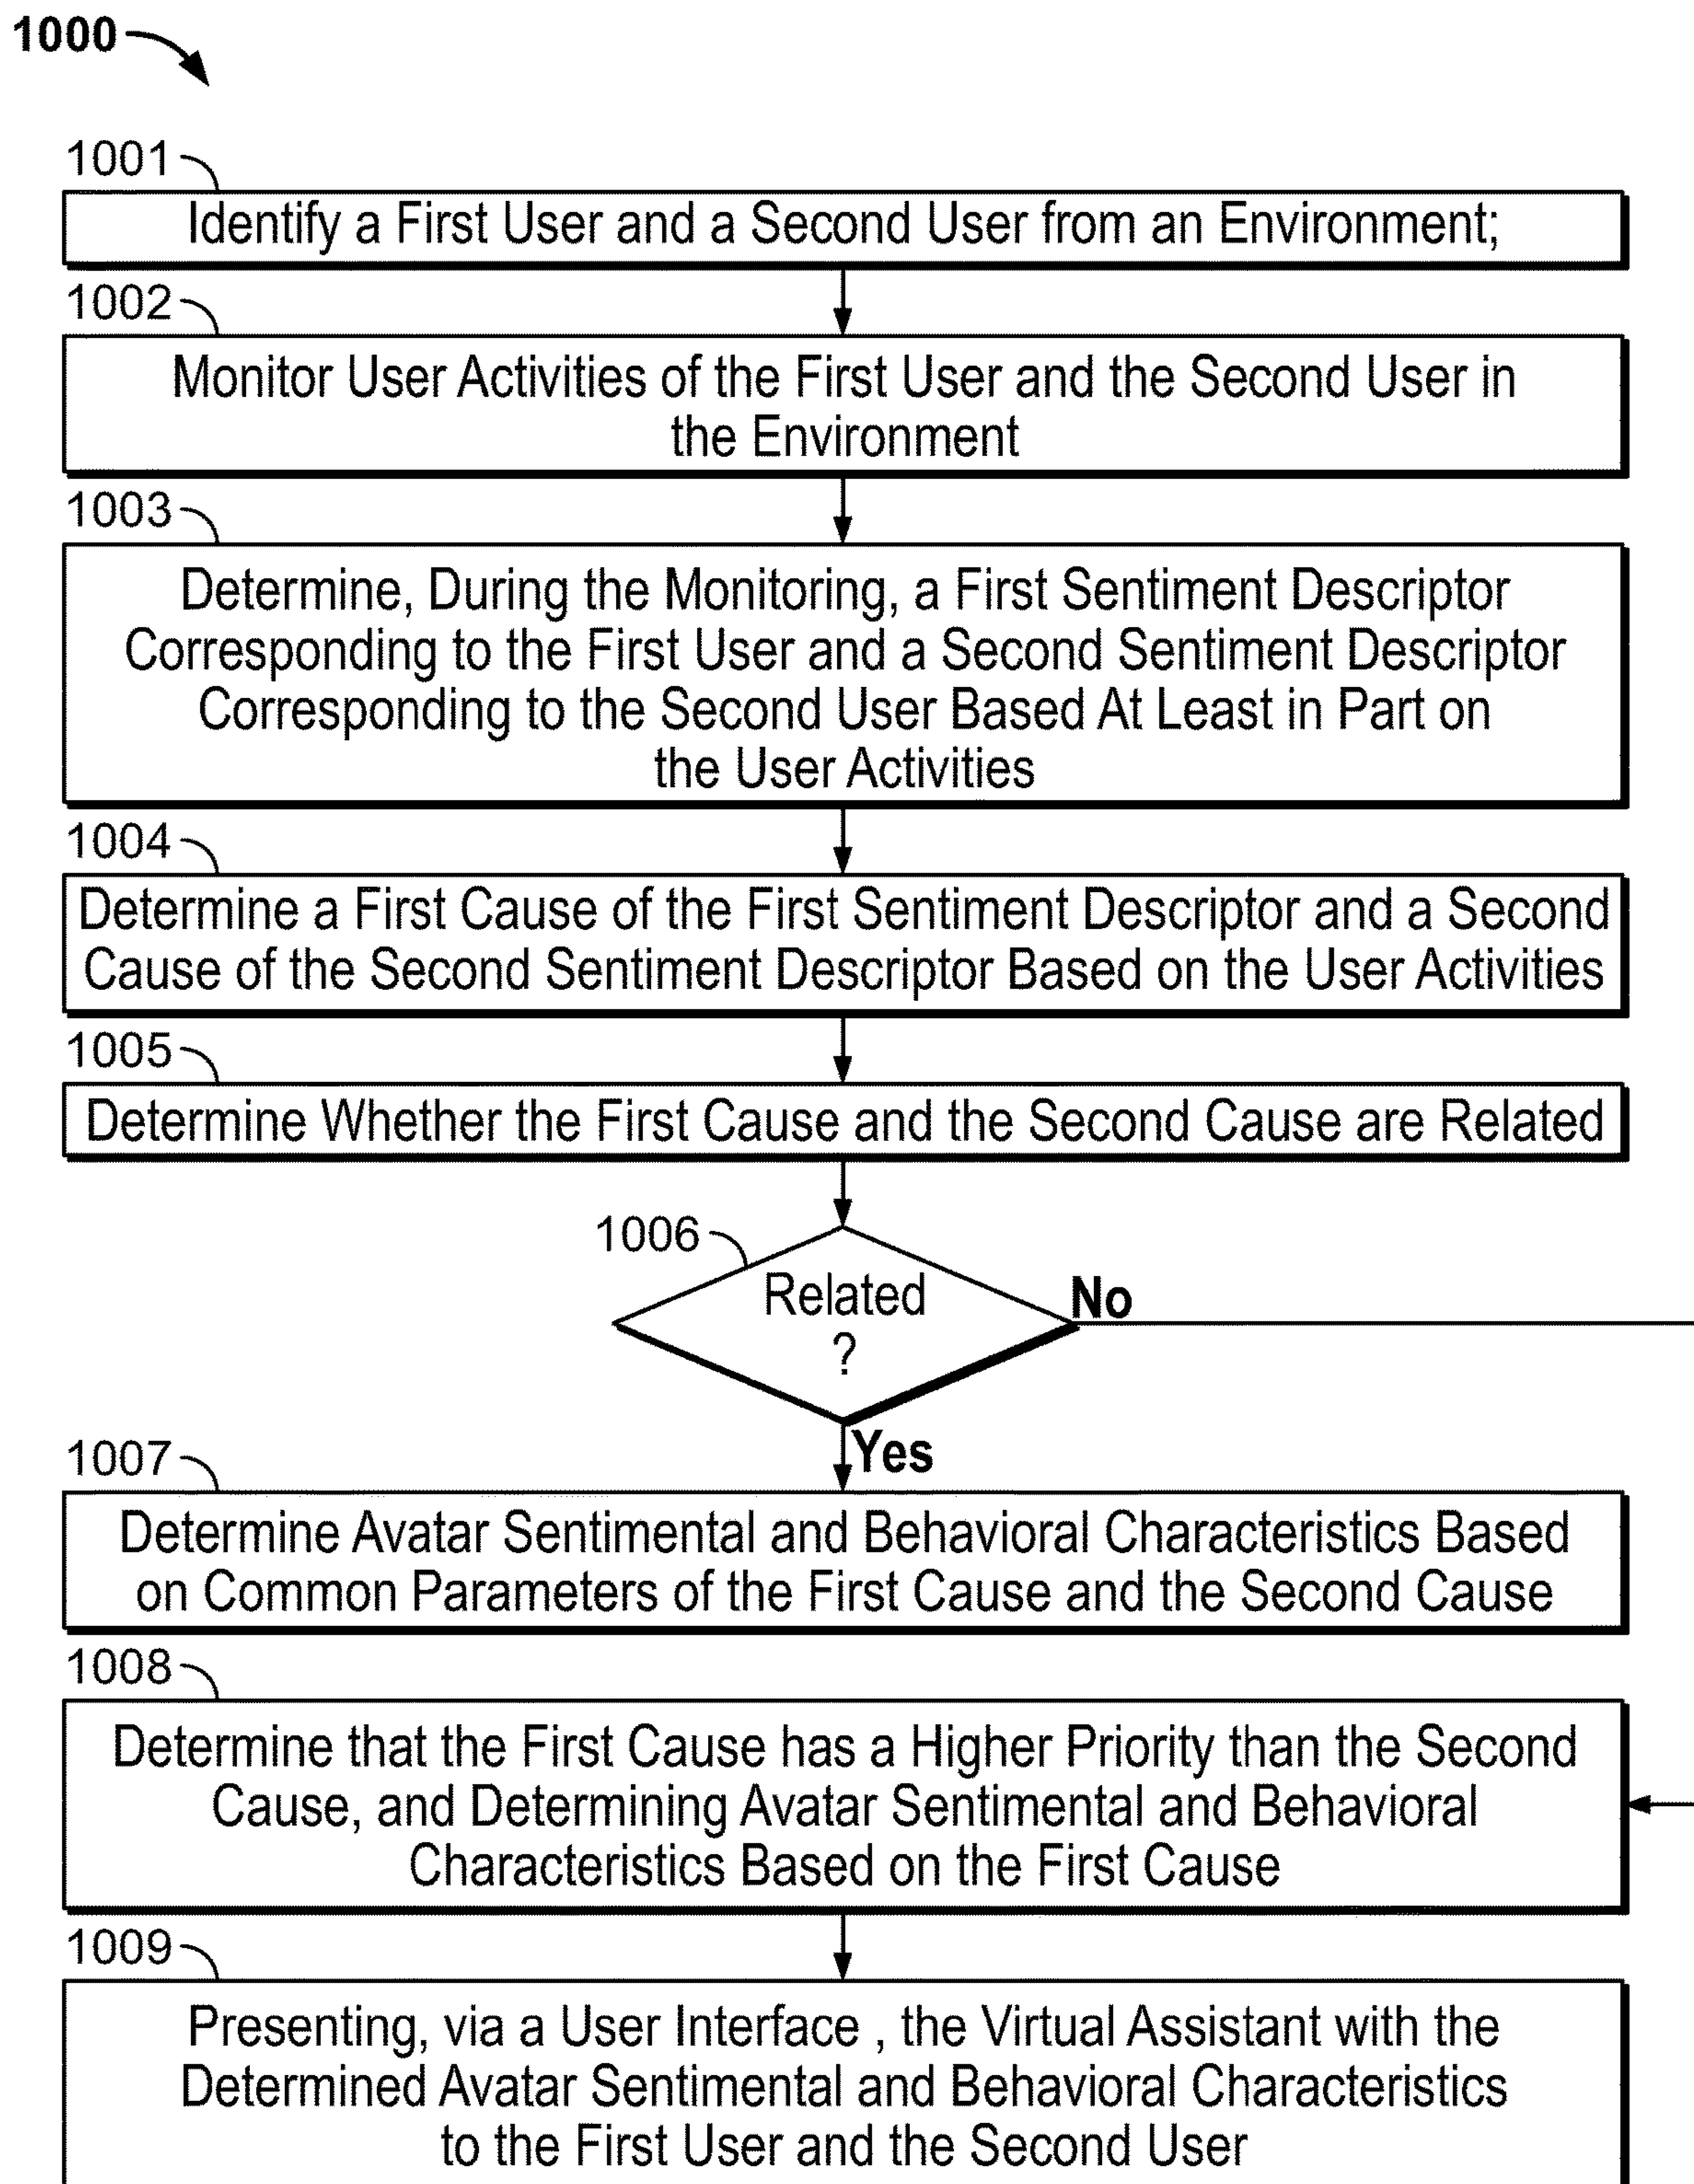 1000
1001
Identify a First User and a Second User from an Environment;
1002
Monitor User Activities of the First User and the Second User in
the Environment
1003
Determine, During the Monitoring, a First Sentiment Descriptor
Corresponding to the First User and a Second Sentiment Descriptor
Corresponding to the Second User Based At Least in Part on
the User Activities
1004
Determine a First Cause of the First Sentiment Descriptor and a Second
Cause of the Second Sentiment Descriptor Based on the User Activities
1005
Determine Whether the First Cause and the Second Cause are Related
1006
Related
?
No
Yes
1007
Determine Avatar Sentimental and Behavioral Characteristics Based
on Common Parameters of the First Cause and the Second Cause
1008
Determine that the First Cause has a Higher Priority than the Second
Cause, and Determining Avatar Sentimental and Behavioral
Characteristics Based on the First Cause
1009
Presenting, via a User Interface , the Virtual Assistant with the
Determined Avatar Sentimental and Behavioral Characteristics
to the First User and the Second User